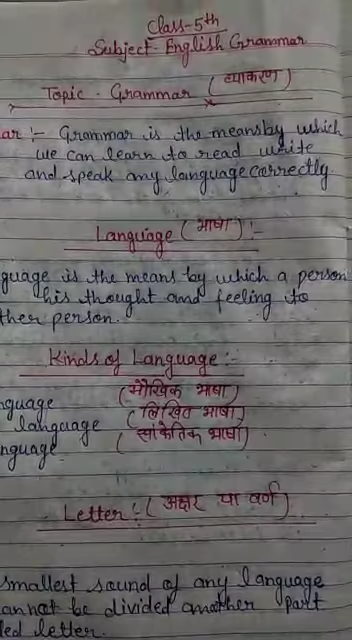 Class-5th
Subject-English Grammar
Topic - Grammar (व्याकरण)
ar :- Grammar is the meansby which
we can learn to read write
and speak any language correctly
Language (भाषा) :-
guage is the means by which a person
his thought and feeling to
ther person.
Kinds of Language :-
nguage (मौखिक भाषा)
language (लिखित भाषा)
nguage (सांकेतिक भाषा)
Letter :- (अक्षर या वर्ण)
smallest sound of any language
annot be divided another part
led letter.